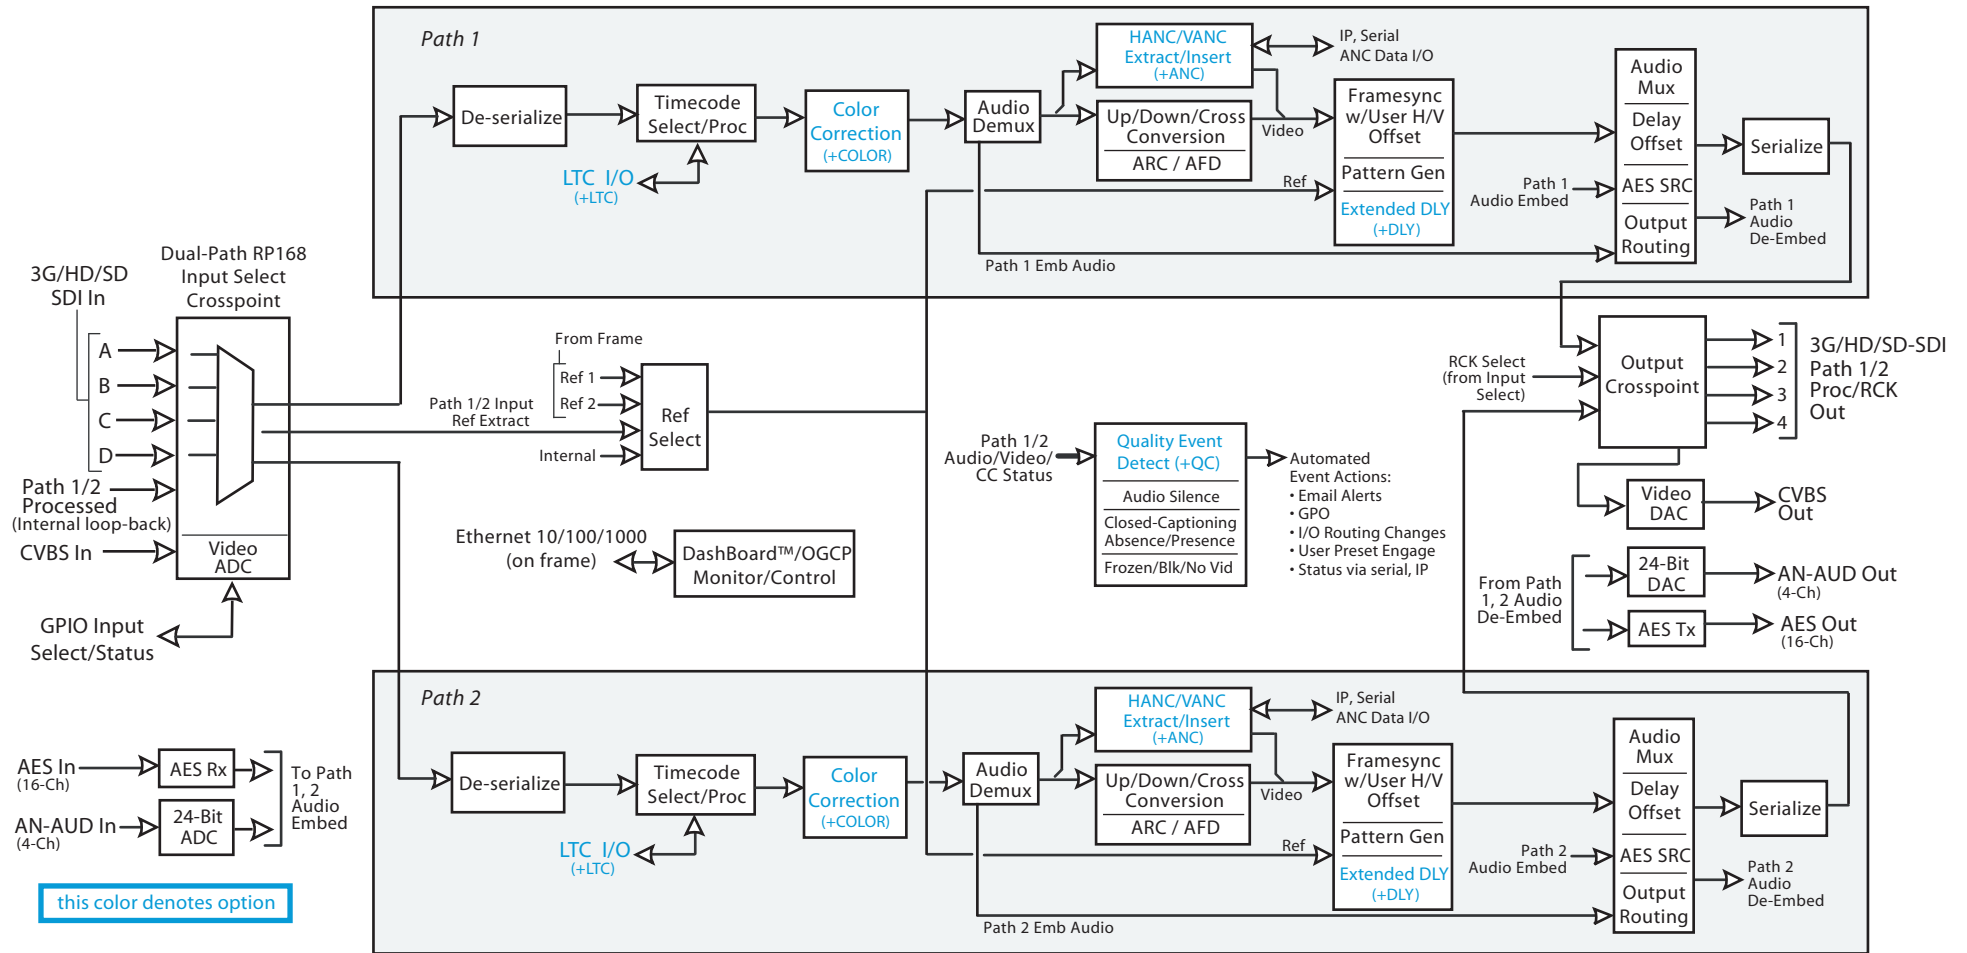 Path 1
De-serialize
Timecode
Select/Proc
LTC I/O
(+LTC)
Color
Correction
(+COLOR)
Audio
Demux
HANC/VANC
Extract/Insert
(+ANC)
IP, Serial
ANC Data I/O
Up/Down/Cross
Conversion
ARC / AFD
Video
Ref
Framesync
w/User H/V
Offset
Pattern Gen
Extended DLY
(+DLY)
Path 1 Emb Audio
Path 1
Audio Embed
Audio
Mux
Delay
Offset
AES SRC
Output
Routing
Serialize
Path 1
Audio
De-Embed
Dual-Path RP168
Input Select
Crosspoint
3G/HD/SD
SDI In
A
B
C
D
Path 1/2
Processed
(Internal loop-back)
CVBS In
Video
ADC
GPIO Input
Select/Status
From Frame
Ref 1
Ref 2
Path 1/2 Input
Ref Extract
Internal
Ref
Select
Ethernet 10/100/1000
(on frame)
DashBoard™/OGCP
Monitor/Control
Path 1/2
Audio/Video/
CC Status
Quality Event
Detect (+QC)
Audio Silence
Closed-Captioning
Absence/Presence
Frozen/Blk/No Vid
Automated
Event Actions:
• Email Alerts
• GPO
• I/O Routing Changes
• User Preset Engage
• Status via serial, IP
RCK Select
(from Input
Select)
Output
Crosspoint
1
2
3
4
3G/HD/SD-SDI
Path 1/2
Proc/RCK
Out
Video
DAC
CVBS
Out
From Path
1, 2 Audio
De-Embed
24-Bit
DAC
AN-AUD Out
(4-Ch)
AES Tx
AES Out
(16-Ch)
Path 2
De-serialize
Timecode
Select/Proc
LTC I/O
(+LTC)
Color
Correction
(+COLOR)
Audio
Demux
HANC/VANC
Extract/Insert
(+ANC)
IP, Serial
ANC Data I/O
Up/Down/Cross
Conversion
ARC / AFD
Video
Ref
Framesync
w/User H/V
Offset
Pattern Gen
Extended DLY
(+DLY)
Path 2 Emb Audio
Path 2
Audio Embed
Audio
Mux
Delay
Offset
AES SRC
Output
Routing
Serialize
Path 2
Audio
De-Embed
AES In
(16-Ch)
AES Rx
AN-AUD In
(4-Ch)
24-Bit
ADC
To Path
1, 2
Audio
Embed
this color denotes option